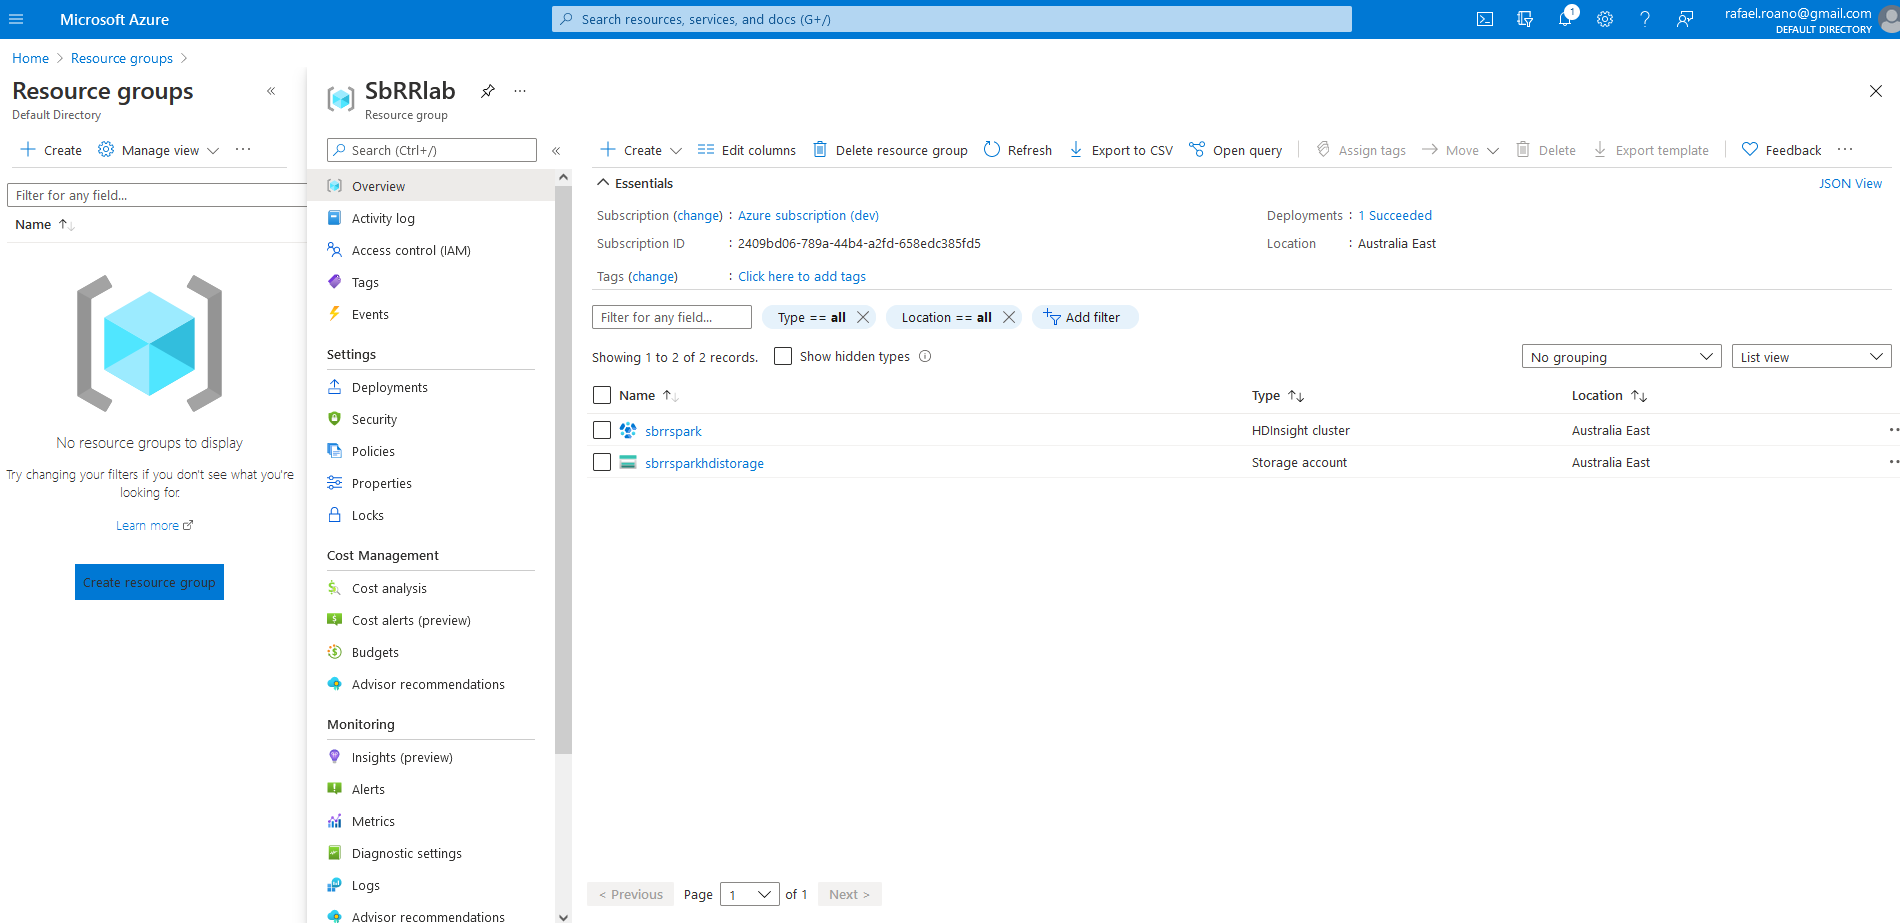 Microsoft Azure
Search resources, services, and docs (G+/)
1
rafael.roano@gmail.com
DEFAULT DIRECTORY
Home > Resource groups >
Resource groups
Default Directory
Create
Manage view
Filter for any field...
Name
No resource groups to display
Try changing your filters if you don't see what you're
looking for.
Learn more
Create resource group
SbRRlab
Resource group
Search (Ctrl+/)
Overview
Activity log
Access control (IAM)
Tags
Events
Settings
Deployments
Security
Policies
Properties
Locks
Cost Management
Cost analysis
Cost alerts (preview)
Budgets
Advisor recommendations
Monitoring
Insights (preview)
Alerts
Metrics
Diagnostic settings
Logs
Advisor recommendations
Create
Edit columns
Delete resource group
Refresh
Export to CSV
Open query
Assign tags
Move
Delete
Export template
Feedback
Essentials
JSON View
Subscription (change) : Azure subscription (dev)
Deployments : 1 Succeeded
Subscription ID : 2409bd06-789a-44b4-a2fd-658edc385fd5
Location : Australia East
Tags (change) : Click here to add tags
Filter for any field...
Type == all
Location == all
Add filter
Showing 1 to 2 of 2 records.
Show hidden types
No grouping
List view
Name Type Location
sbrrspark HDInsight cluster Australia East
sbrrsparkhdistorage Storage account Australia East
< Previous Page 1 of 1 Next >